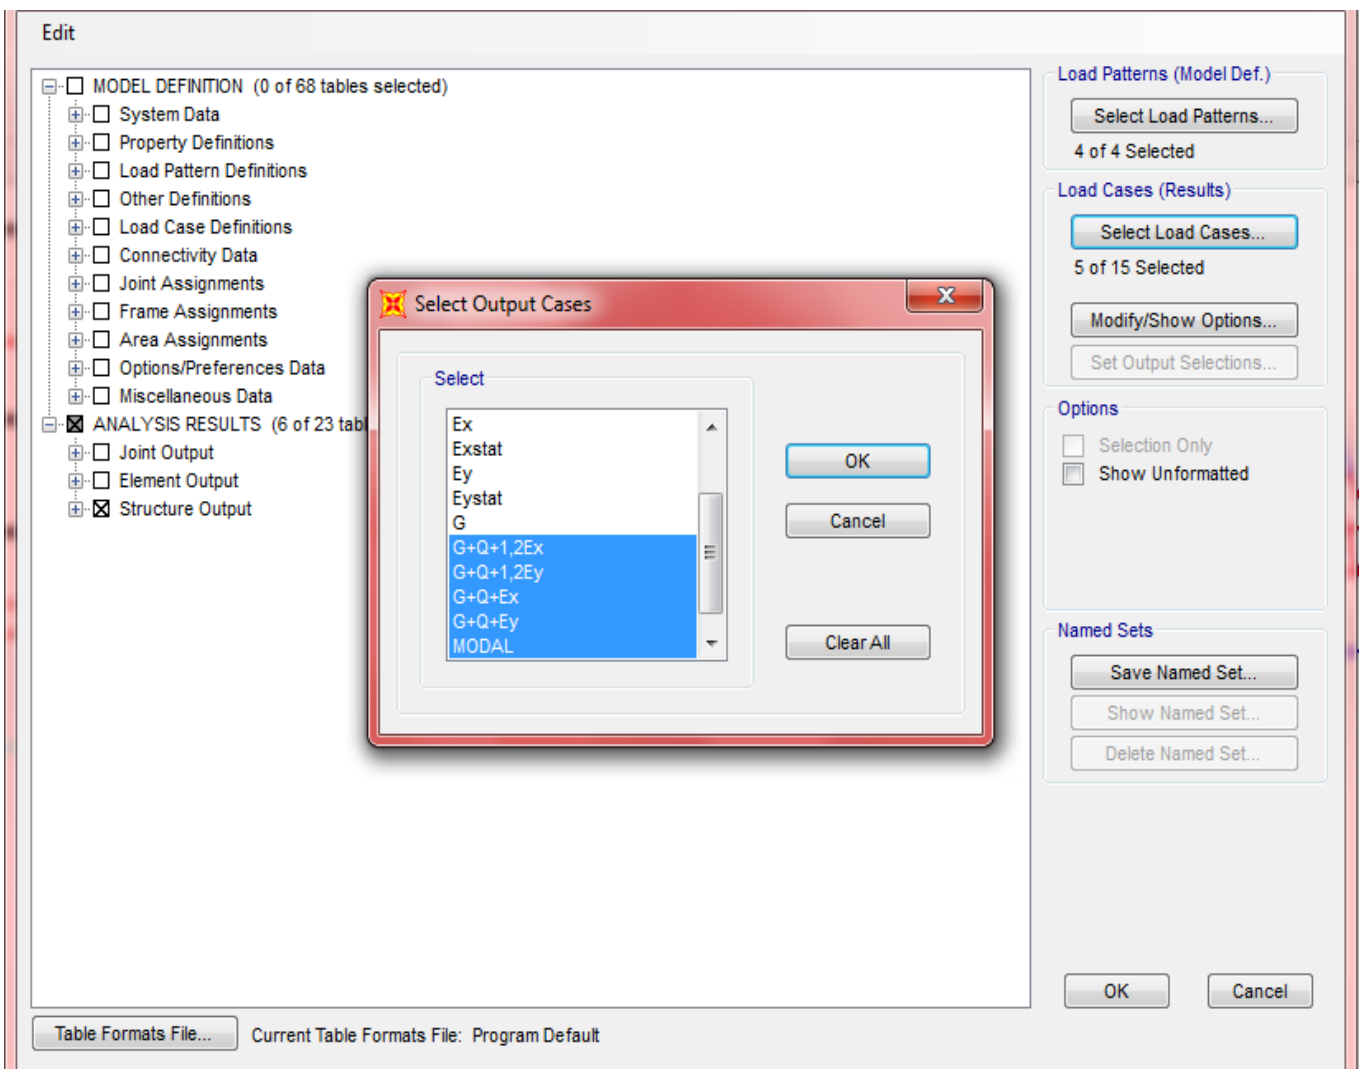 Edit
MODEL DEFINITION (0 of 68 tables selected)
System Data
Property Definitions
Load Pattern Definitions
Other Definitions
Load Case Definitions
Connectivity Data
Joint Assignments
Frame Assignments
Area Assignments
Options/Preferences Data
Miscellaneous Data
ANALYSIS RESULTS (6 of 23 tabl
Joint Output
Element Output
Structure Output
Select Output Cases
Select
Ex
Exstat
Ey
Eystat
G
G+Q+1,2Ex
G+Q+1,2Ey
G+Q+Ex
G+Q+Ey
MODAL
OK
Cancel
Clear All
Load Patterns (Model Def.)
Select Load Patterns...
4 of 4 Selected
Load Cases (Results)
Select Load Cases...
5 of 15 Selected
Modify/Show Options...
Set Output Selections...
Options
Selection Only
Show Unformatted
Named Sets
Save Named Set...
Show Named Set...
Delete Named Set...
OK
Cancel
Table Formats File...
Current Table Formats File: Program Default